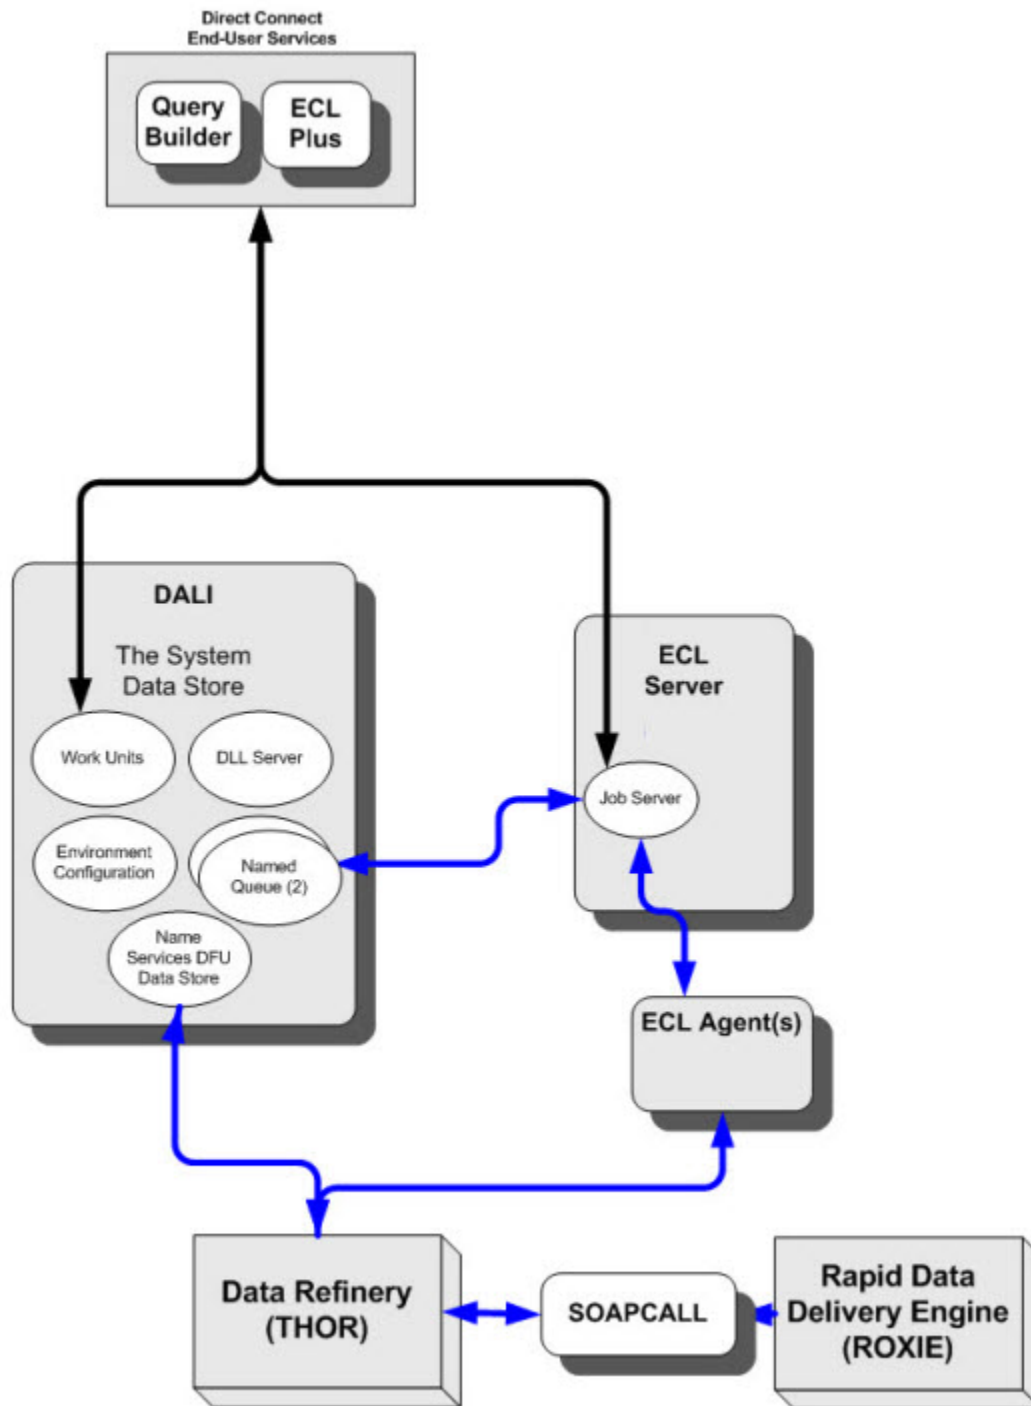 Direct Connect
End-User Services
Query
Builder
ECL
Plus
DALI
The System
Data Store
Work Units
DLL Server
Environment
Configuration
Named
Queue (2)
Name
Services DFU
Data Store
ECL
Server
Job Server
ECL Agent(s)
Data Refinery
(THOR)
SOAPCALL
Rapid Data
Delivery Engine
(ROXIE)